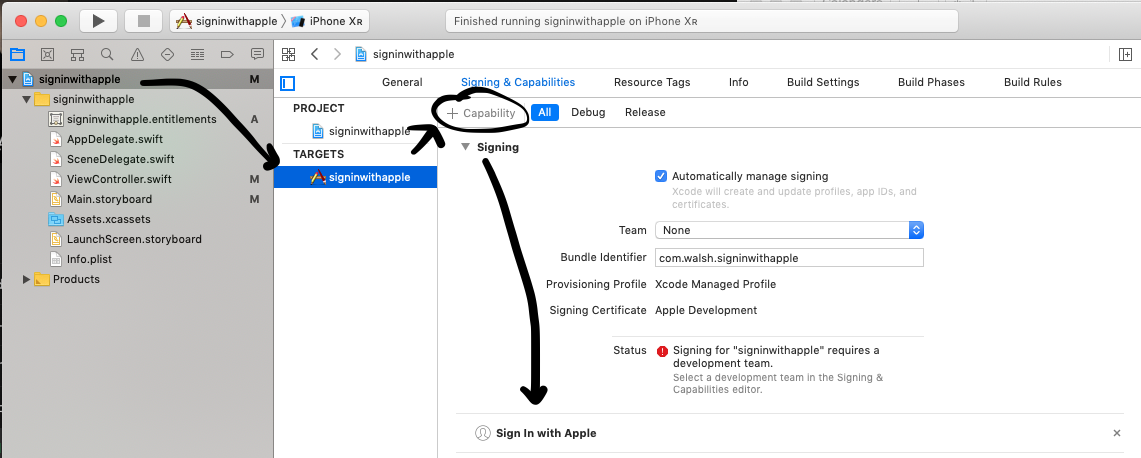 signinwithapple
iPhone Xʀ
Finished running signinwithapple on iPhone Xʀ
signinwithapple
signinwithapple M
signinwithapple
signinwithapple.entitlements A
AppDelegate.swift
SceneDelegate.swift
ViewController.swift M
Main.storyboard M
Assets.xcassets
LaunchScreen.storyboard
Info.plist
Products
General Signing & Capabilities Resource Tags Info Build Settings Build Phases Build Rules
PROJECT
signinwithapple
TARGETS
signinwithapple
+ Capability All Debug Release
Signing
Automatically manage signing
Xcode will create and update profiles, app IDs, and
certificates.
Team None
Bundle Identifier com.walsh.signinwithapple
Provisioning Profile Xcode Managed Profile
Signing Certificate Apple Development
Status Signing for "signinwithapple" requires a
development team.
Select a development team in the Signing &
Capabilities editor.
Sign In with Apple